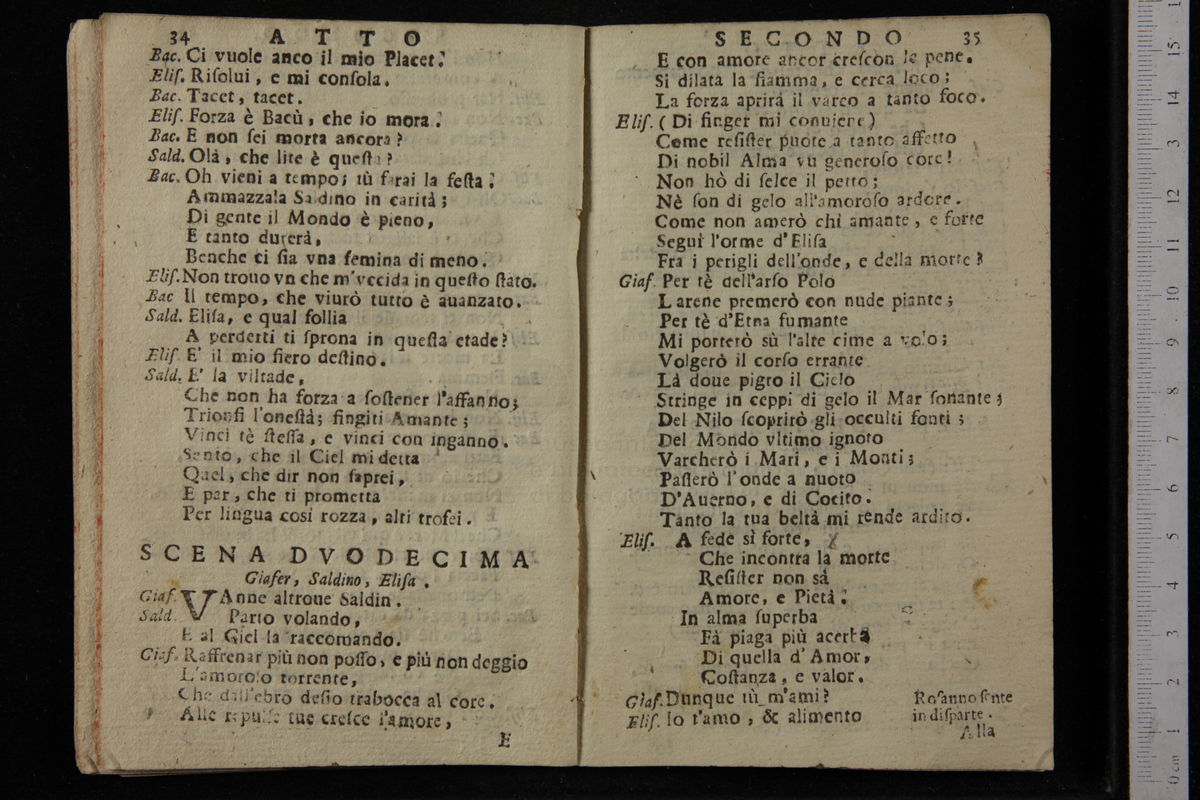 34 ATTO
Bac. Ci vuole anco il mio Placet.
Elis. Riſolui, e mi conſola.
Bac. Tacet, tacet.
Elis. Forza è Bacù, che io mora.
Bac. E non ſei morta ancora?
Sald. Olà, che lite è queſta?
Bac. Oh vieni a tempo; tù farai la feſta.
Ammazzala Saldino in carità;
Di gente il Mondo è pieno,
E tanto durerà,
Benche ci ſia vna femina di meno.
Elis. Non trouo vn che m'vccida in queſto ſtato.
Bac Il tempo, che viurò tutto è auanzato.
Sald. Eliſa, e qual follia
A perderti ti ſprona in queſta etade?
Elis. E' il mio fiero deſtino.
Sald. E' la viltade,
Che non ha forza a ſoſtener l'affanno;
Trionfi l'oneſtà; fingiti Amante;
Vinci tè ſteſſa, e vinci con inganno.
Sento, che il Ciel mi detta
Quel, che dir non ſaprei,
E par, che ti prometta
Per lingua così rozza, alti trofei.
SCENA DVODECIMA
Giafer, Saldino, Eliſa.
Giaf. VAnne altroue Saldin.
Sald. Parto volando,
E al Ciel la raccomando.
Giaf. Raffrenar più non poſſo, e più non deggio
L'amoroſo torrente,
Che dall'ebro deſio trabocca al core.
Alle repulſe tue creſce l'amore,
E
SECONDO 35
E con amore ancor creſcon le pene.
Si dilata la fiamma, e cerca loco;
La forza aprirà il varco a tanto foco.
Elis. (Di finger mi conuiene)
Come reſiſter puote a tanto affetto
Di nobil Alma vn generoſo core!
Non hò di ſelce il petto;
Nè ſon di gelo all'amoroſo ardore.
Come non amerò chi amante, e forte
Seguì l'orme d'Eliſa
Fra i perigli dell'onde, e della morte?
Giaf. Per tè dell'arſo Polo
L'arene premerò con nude piante;
Per tè d'Etna fumante
Mi porterò sù l'alte cime a volo;
Volgerò il corſo errante
Là doue pigro il Cielo
Stringe in ceppi di gelo il Mar ſonante;
Del Nilo ſcoprirò gli occulti fonti;
Del Mondo vltimo ignoto
Varcherò i Mari, e i Monti;
Paſſerò l'onde a nuoto
D'Auerno, e di Cocito.
Tanto la tua beltà mi rende ardito.
Elis. A fede sì forte,
Che incontra la morte
Reſiſter non sà
Amore, e Pietà.
In alma ſuperba
Fà piaga più acerba
Di quella d'Amor,
Coſtanza, e valor.
Giaf. Dunque tù m'ami? Roſanno ſente
Elis. Io t'amo, & alimento in diſparte.
Alla